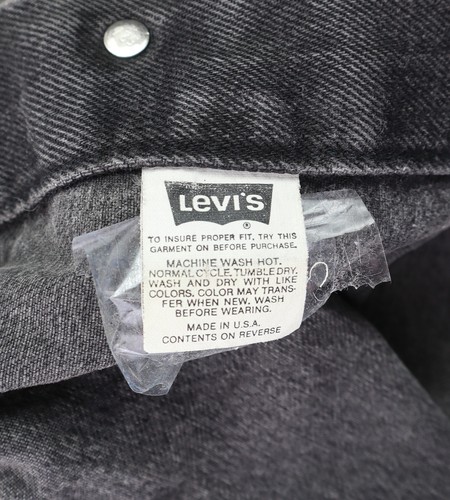 Levi's
®
TO INSURE PROPER FIT, TRY THIS
GARMENT ON BEFORE PURCHASE.
MACHINE WASH HOT.
NORMAL CYCLE. TUMBLE DRY.
WASH AND DRY WITH LIKE
COLORS. COLOR MAY TRANS-
FER WHEN NEW. WASH
BEFORE WEARING.
MADE IN U.S.A.
CONTENTS ON REVERSE